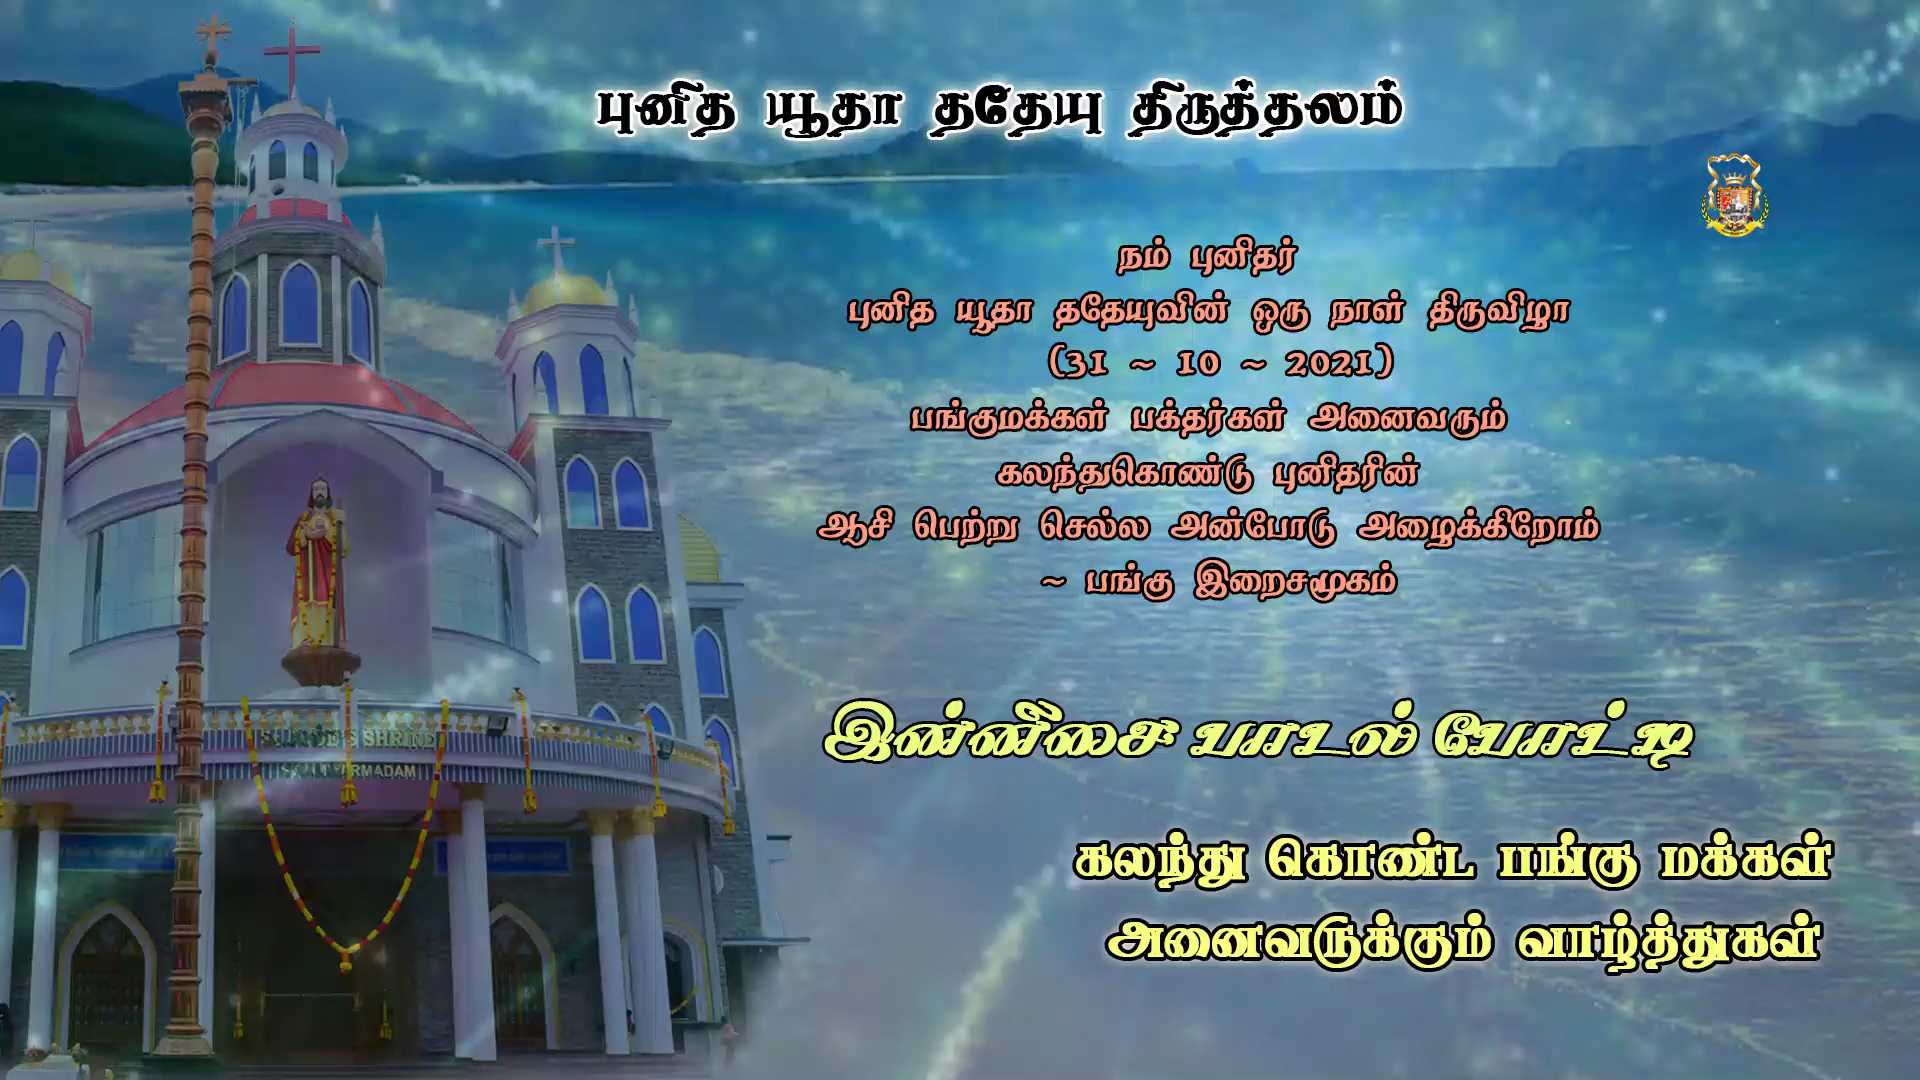 புனித யூதா ததேயு திருத்தலம்
நம் புனிதர்
புனித யூதா ததேயுவின் ஒரு நாள் திருவிழா
(31 ~ 10 ~ 2021)
பங்குமக்கள் பக்தர்கள் அனைவரும்
கலந்துகொண்டு புனிதரின்
ஆசி பெற்று செல்ல அன்போடு அழைக்கிறோம்
~ பங்கு இறைசமூகம்
இன்னிசை பாடல் போட்டி
கலந்து கொண்ட பங்கு மக்கள்
அனைவருக்கும் வாழ்த்துகள்
SHRINE